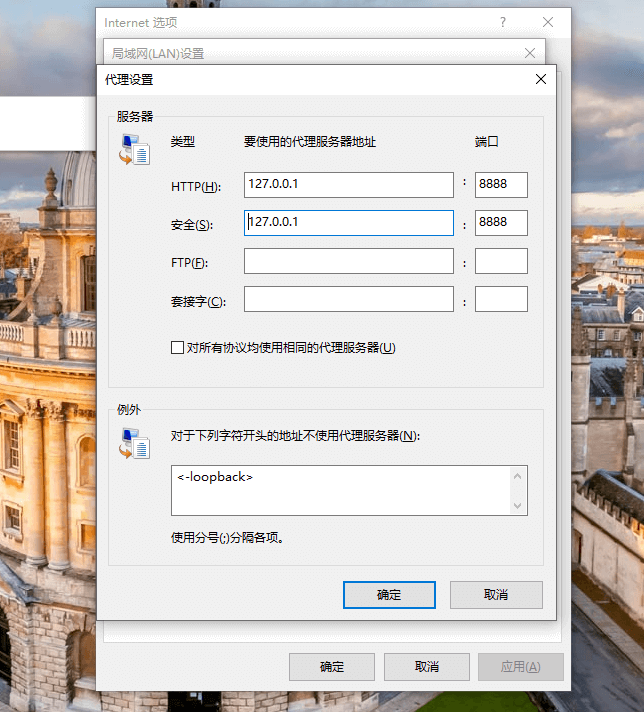 Internet 选项
局域网(LAN)设置
代理设置
服务器
类型 要使用的代理服务器地址 端口
HTTP(H): 127.0.0.1 : 8888
安全(S): 127.0.0.1 : 8888
FTP(F): :
套接字(C): :
对所有协议均使用相同的代理服务器(U)
例外
对于下列字符开头的地址不使用代理服务器(N):
<-loopback>
使用分号(;)分隔各项。
确定 取消
确定 取消 应用(A)